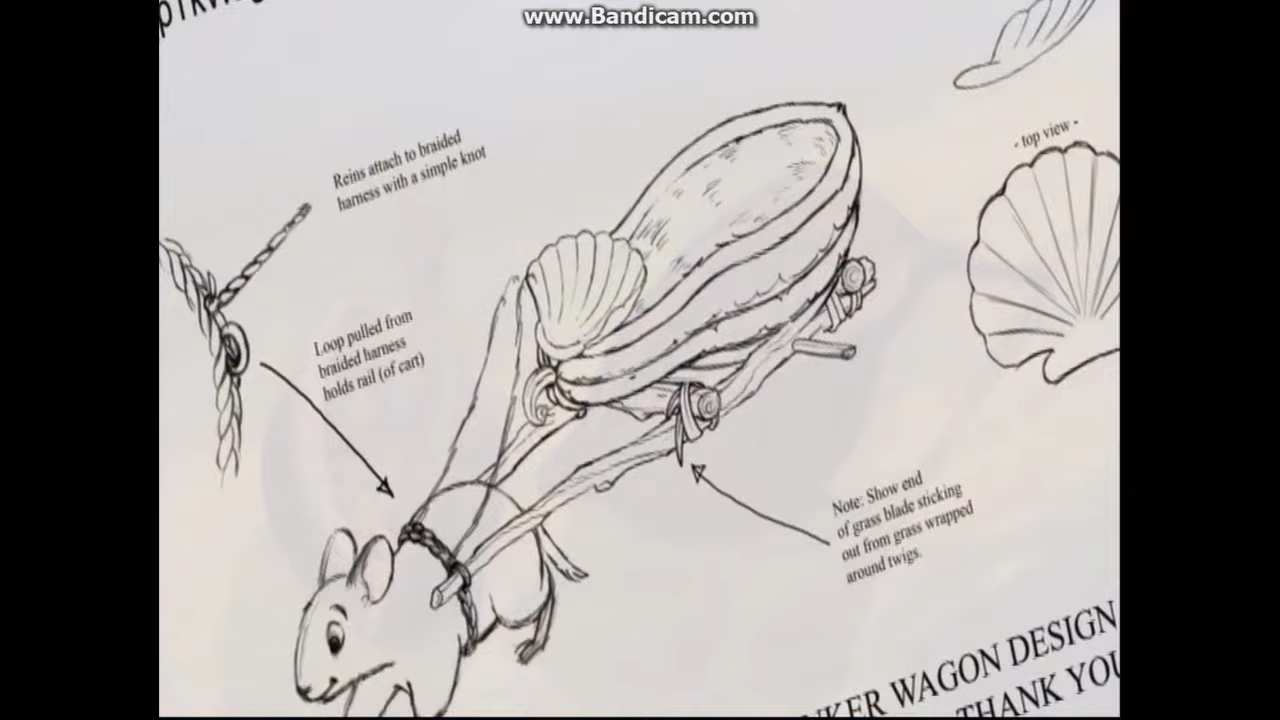 www.Bandicam.com
- top view -
Reins attach to braided
harness with a simple knot
Loop pulled from
braided harness
holds rail (of cart)
Note: Show end
of grass blade sticking
out from grass wrapped
around twigs.
WAGON DESIGN
THANK YOU